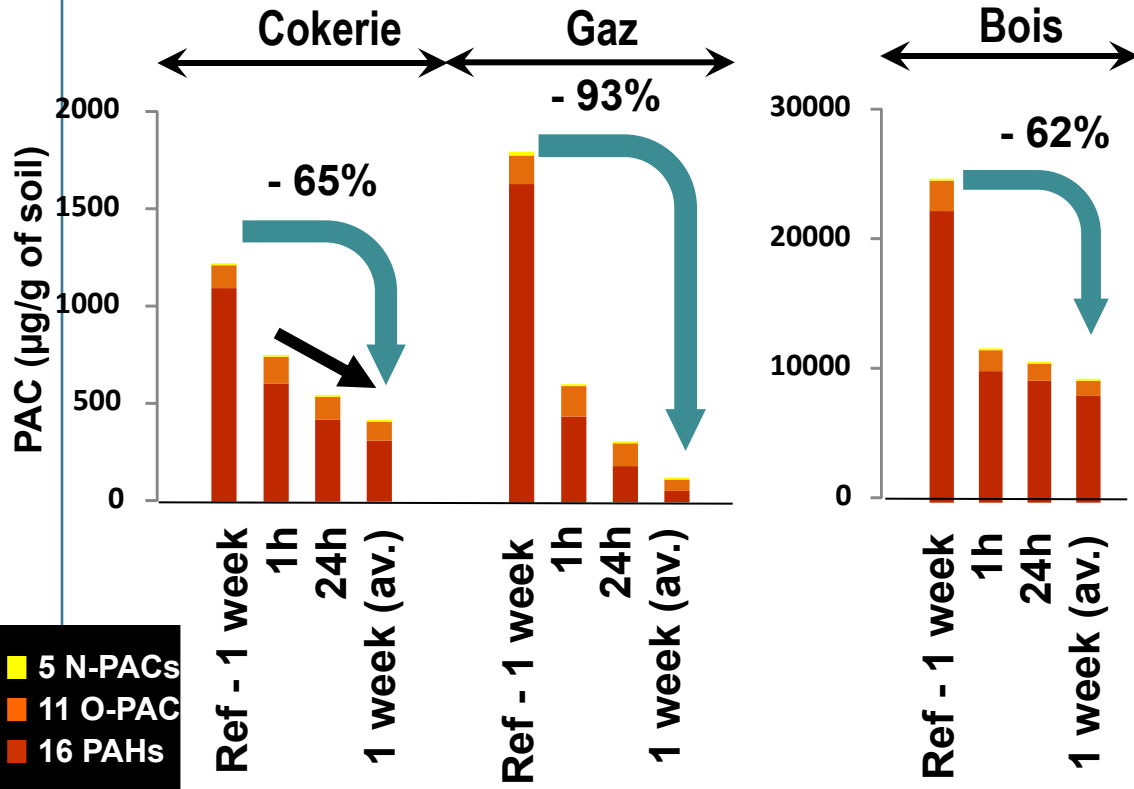 Cokerie
Gaz
Bois
- 65%
- 93%
- 62%
PAC (µg/g of soil)
2000
1500
1000
500
0
30000
20000
10000
0
Ref - 1 week
1h
24h
1 week (av.)
Ref - 1 week
1h
24h
1 week (av.)
Ref - 1 week
1h
24h
1 week (av.)
5 N-PACs
11 O-PAC
16 PAHs